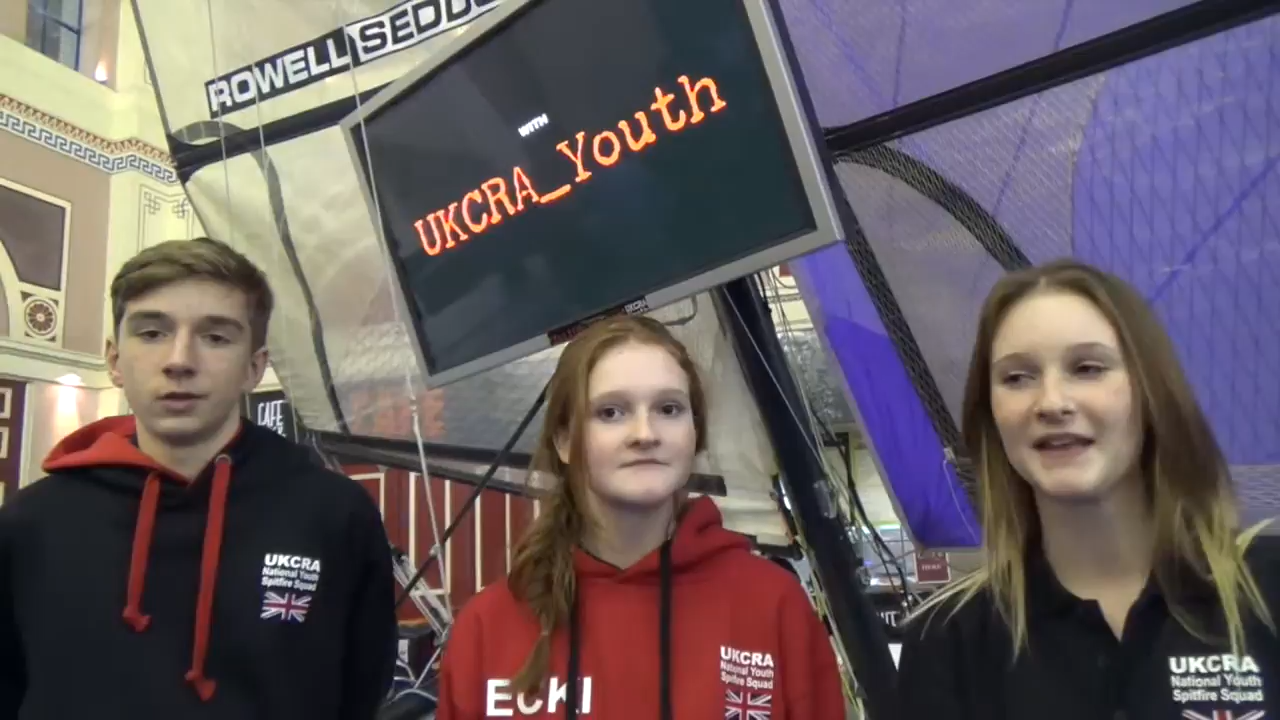 ROWELL SEDDO
WITH
UKCRA_Youth
CAFE
UKCRA
National Youth
Spitfire Squad
UKCRA
National Youth
Spitfire Squad
ECKI
UKCRA
National Youth
Spitfire Squad